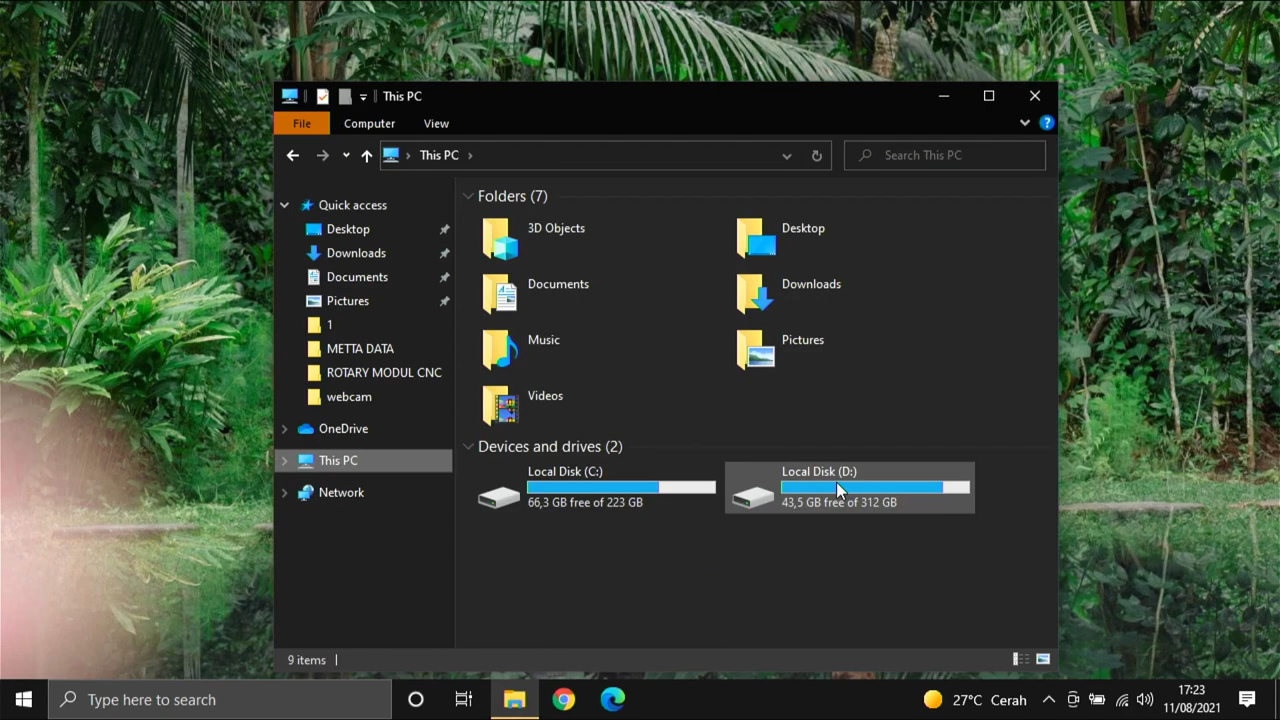 This PC
File
Computer
View
This PC
Search This PC
Quick access
Desktop
Downloads
Documents
Pictures
1
METTA DATA
ROTARY MODUL CNC
webcam
OneDrive
This PC
Network
Folders (7)
3D Objects
Desktop
Documents
Downloads
Music
Pictures
Videos
Devices and drives (2)
Local Disk (C:)
66,3 GB free of 223 GB
Local Disk (D:)
43,5 GB free of 312 GB
9 items
Type here to search
27°C Cerah
17:23
11/08/2021